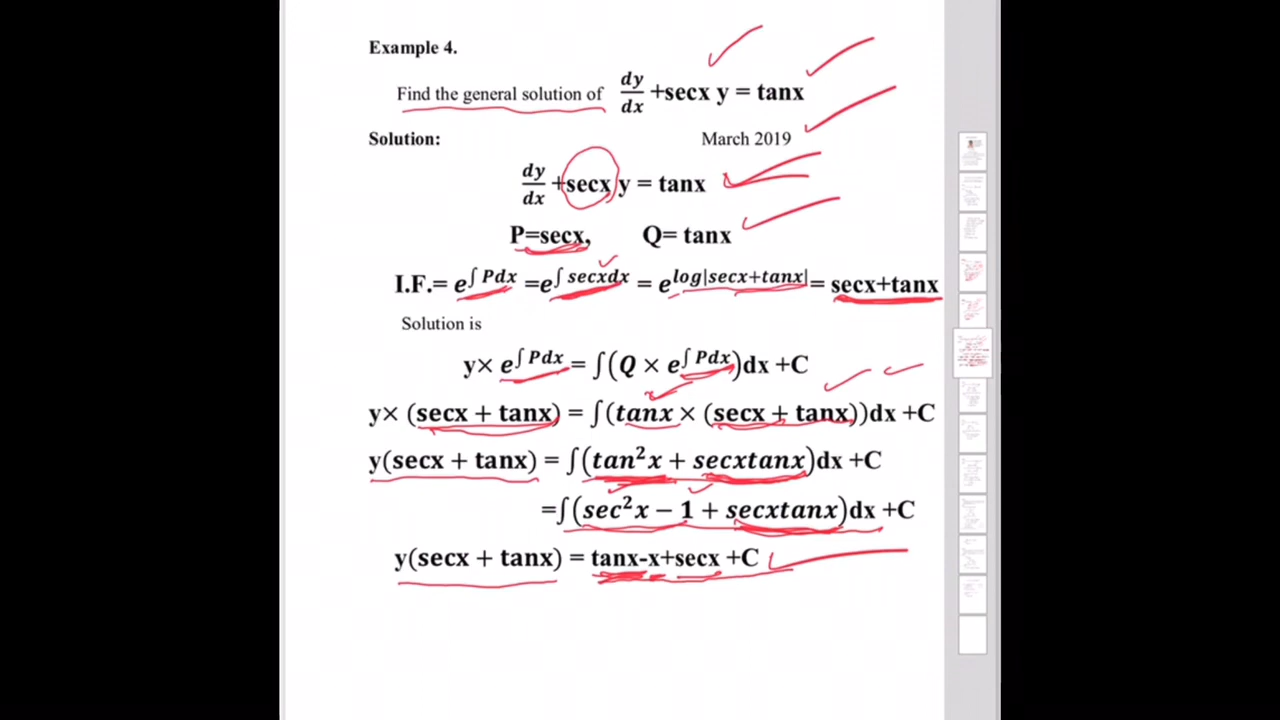 Example 4.
Find the general solution of dy/dx +secx y = tanx
Solution: March 2019
dy/dx +secx y = tanx
P=secx, Q= tanx
I.F.= e^∫ Pdx =e^∫ secxdx = e^log|secx+tanx| = secx+tanx
Solution is
y× e^∫ Pdx = ∫(Q × e^∫ Pdx)dx +C
y× (secx + tanx) = ∫(tanx × (secx + tanx))dx +C
y(secx + tanx) = ∫(tan²x + secxtanx)dx +C
=∫(sec²x − 1 + secxtanx)dx +C
y(secx + tanx) = tanx-x+secx +C